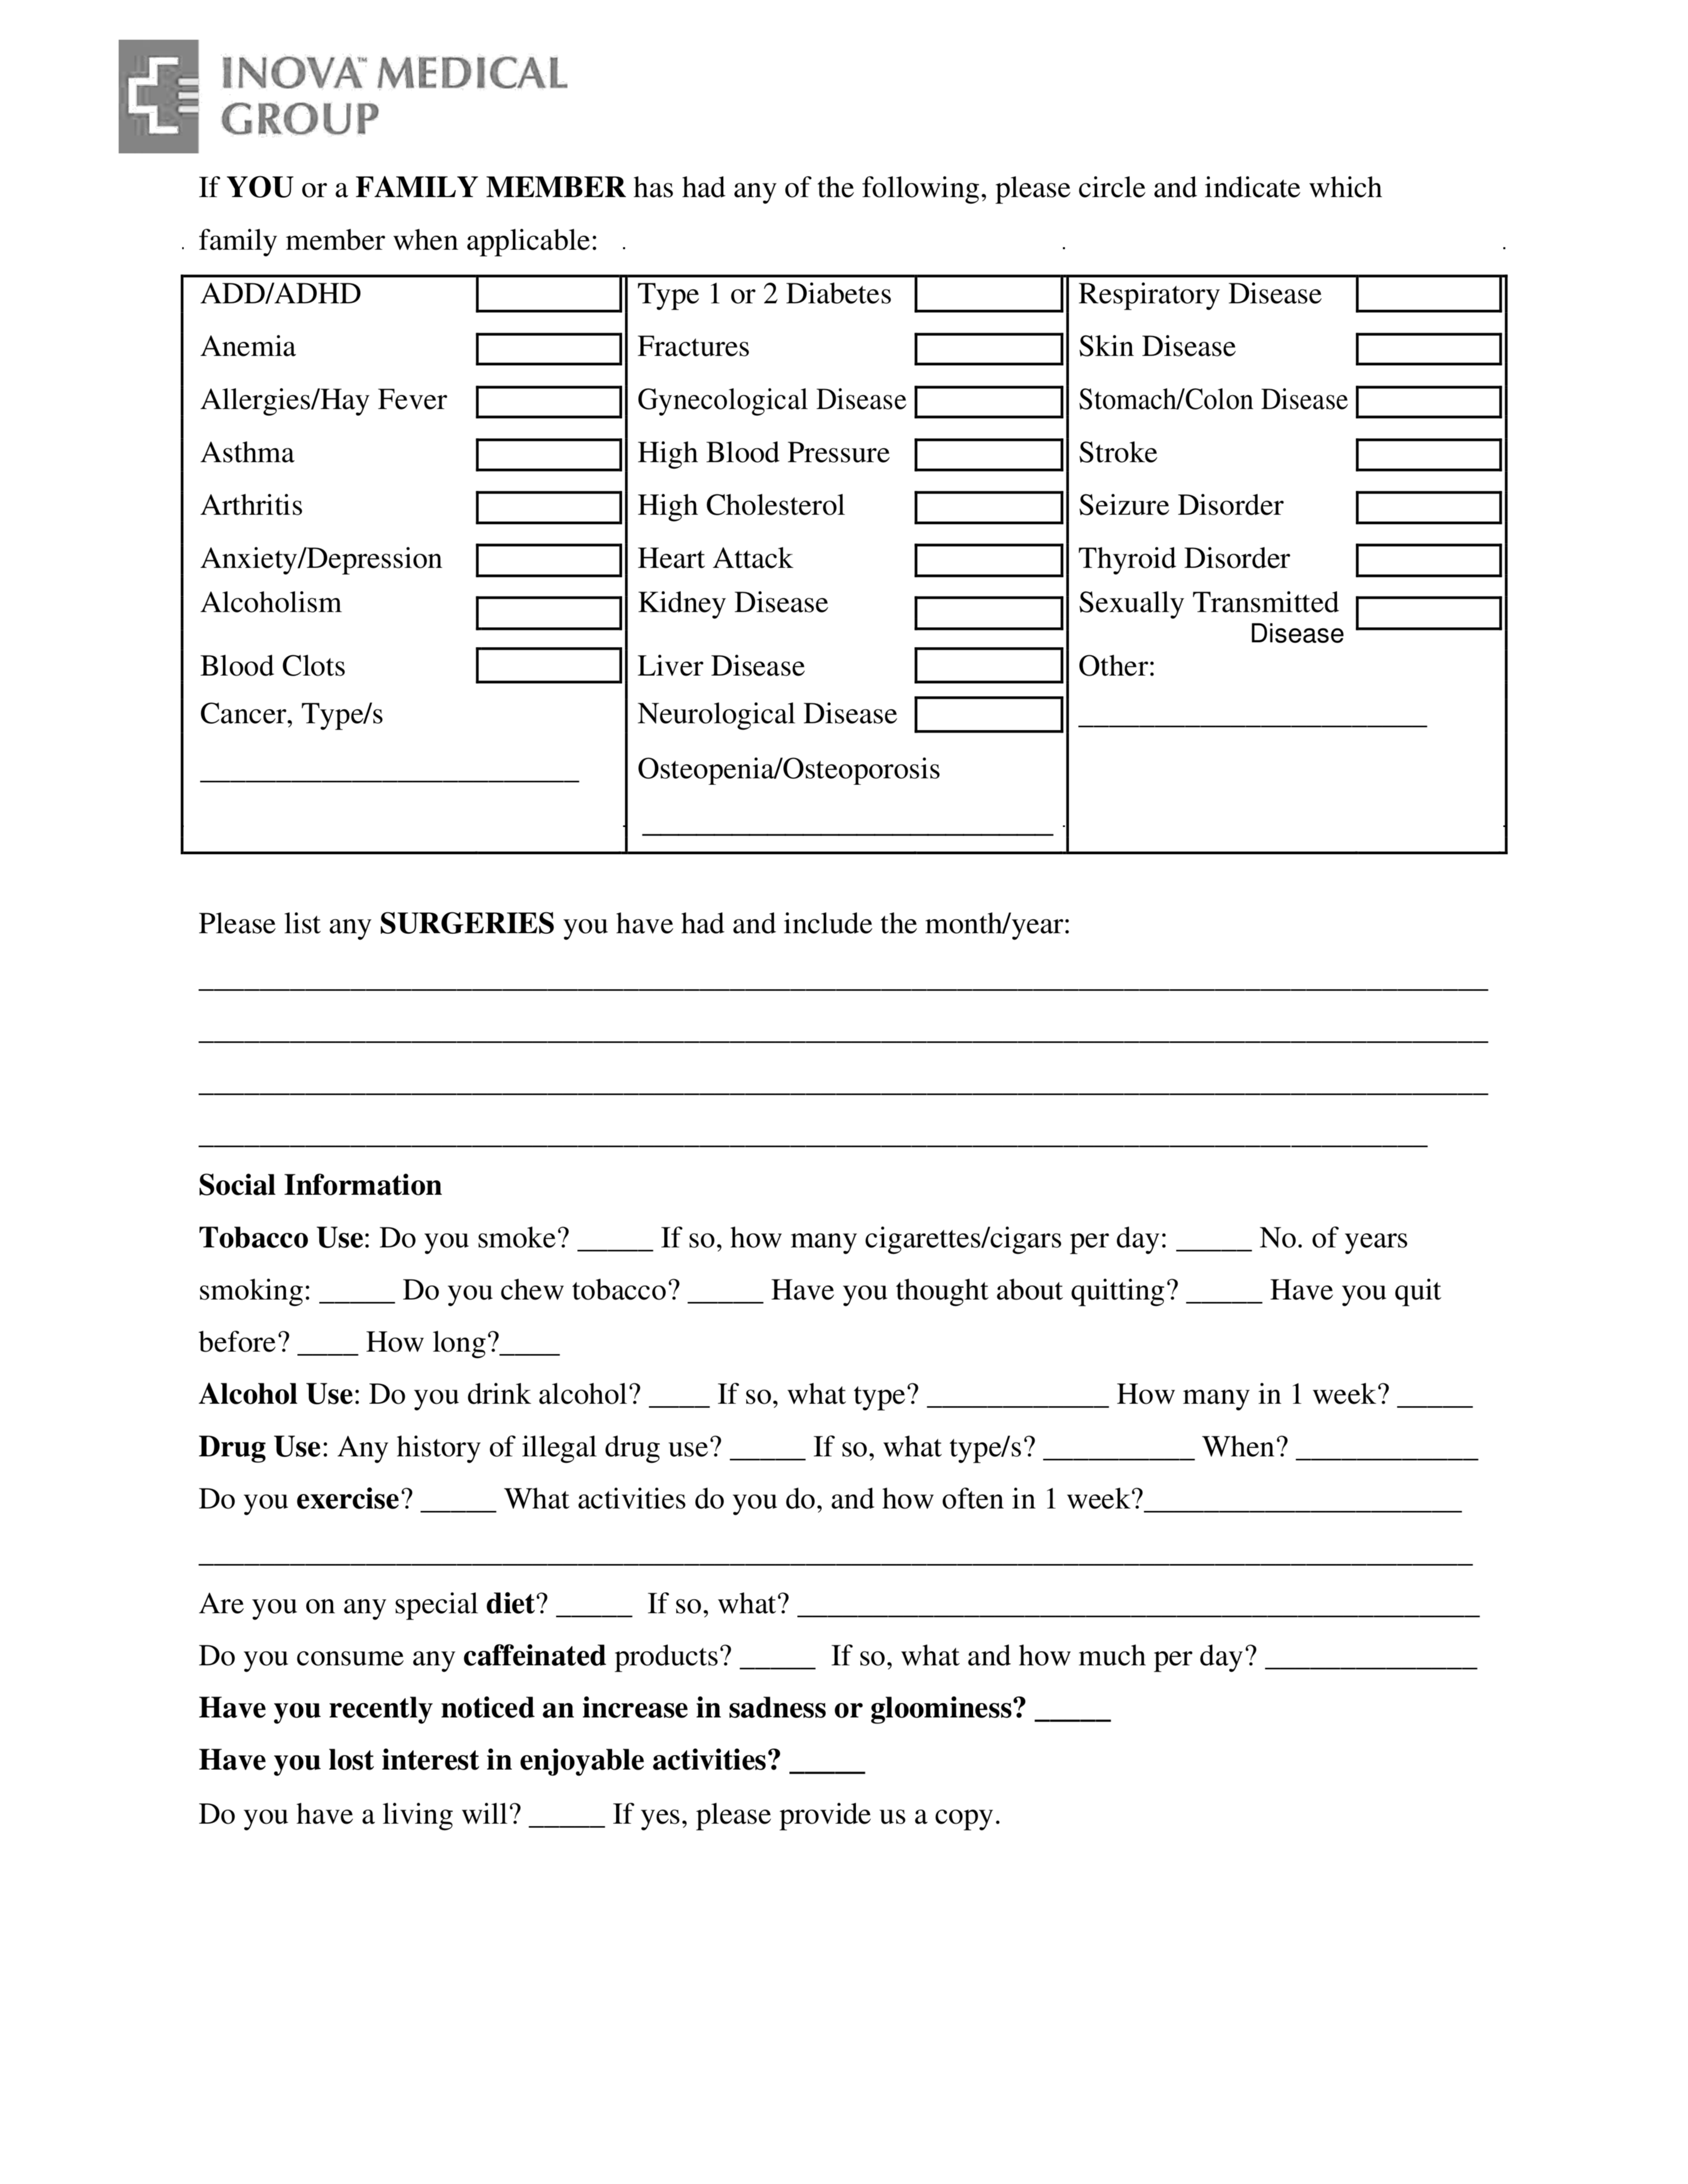 INOVA™ MEDICAL
GROUP
If YOU or a FAMILY MEMBER has had any of the following, please circle and indicate which
family member when applicable:
ADD/ADHD
Anemia
Allergies/Hay Fever
Asthma
Arthritis
Anxiety/Depression
Alcoholism
Blood Clots
Cancer, Type/s
_________________________
Type 1 or 2 Diabetes
Fractures
Gynecological Disease
High Blood Pressure
High Cholesterol
Heart Attack
Kidney Disease
Liver Disease
Neurological Disease
Osteopenia/Osteoporosis
___________________________
Respiratory Disease
Skin Disease
Stomach/Colon Disease
Stroke
Seizure Disorder
Thyroid Disorder
Sexually Transmitted
Disease
Other:
_______________________
Please list any SURGERIES you have had and include the month/year:
_____________________________________________________________________________________
_____________________________________________________________________________________
_____________________________________________________________________________________
_________________________________________________________________________________
Social Information
Tobacco Use: Do you smoke? _____ If so, how many cigarettes/cigars per day: _____ No. of years
smoking: _____ Do you chew tobacco? _____ Have you thought about quitting? _____ Have you quit
before? ____ How long?____
Alcohol Use: Do you drink alcohol? ____ If so, what type? ____________ How many in 1 week? _____
Drug Use: Any history of illegal drug use? _____ If so, what type/s? __________ When? ____________
Do you exercise? _____ What activities do you do, and how often in 1 week?_____________________
____________________________________________________________________________________
Are you on any special diet? _____ If so, what? _____________________________________________
Do you consume any caffeinated products? _____ If so, what and how much per day? ______________
Have you recently noticed an increase in sadness or gloominess? _____
Have you lost interest in enjoyable activities? _____
Do you have a living will? _____ If yes, please provide us a copy.